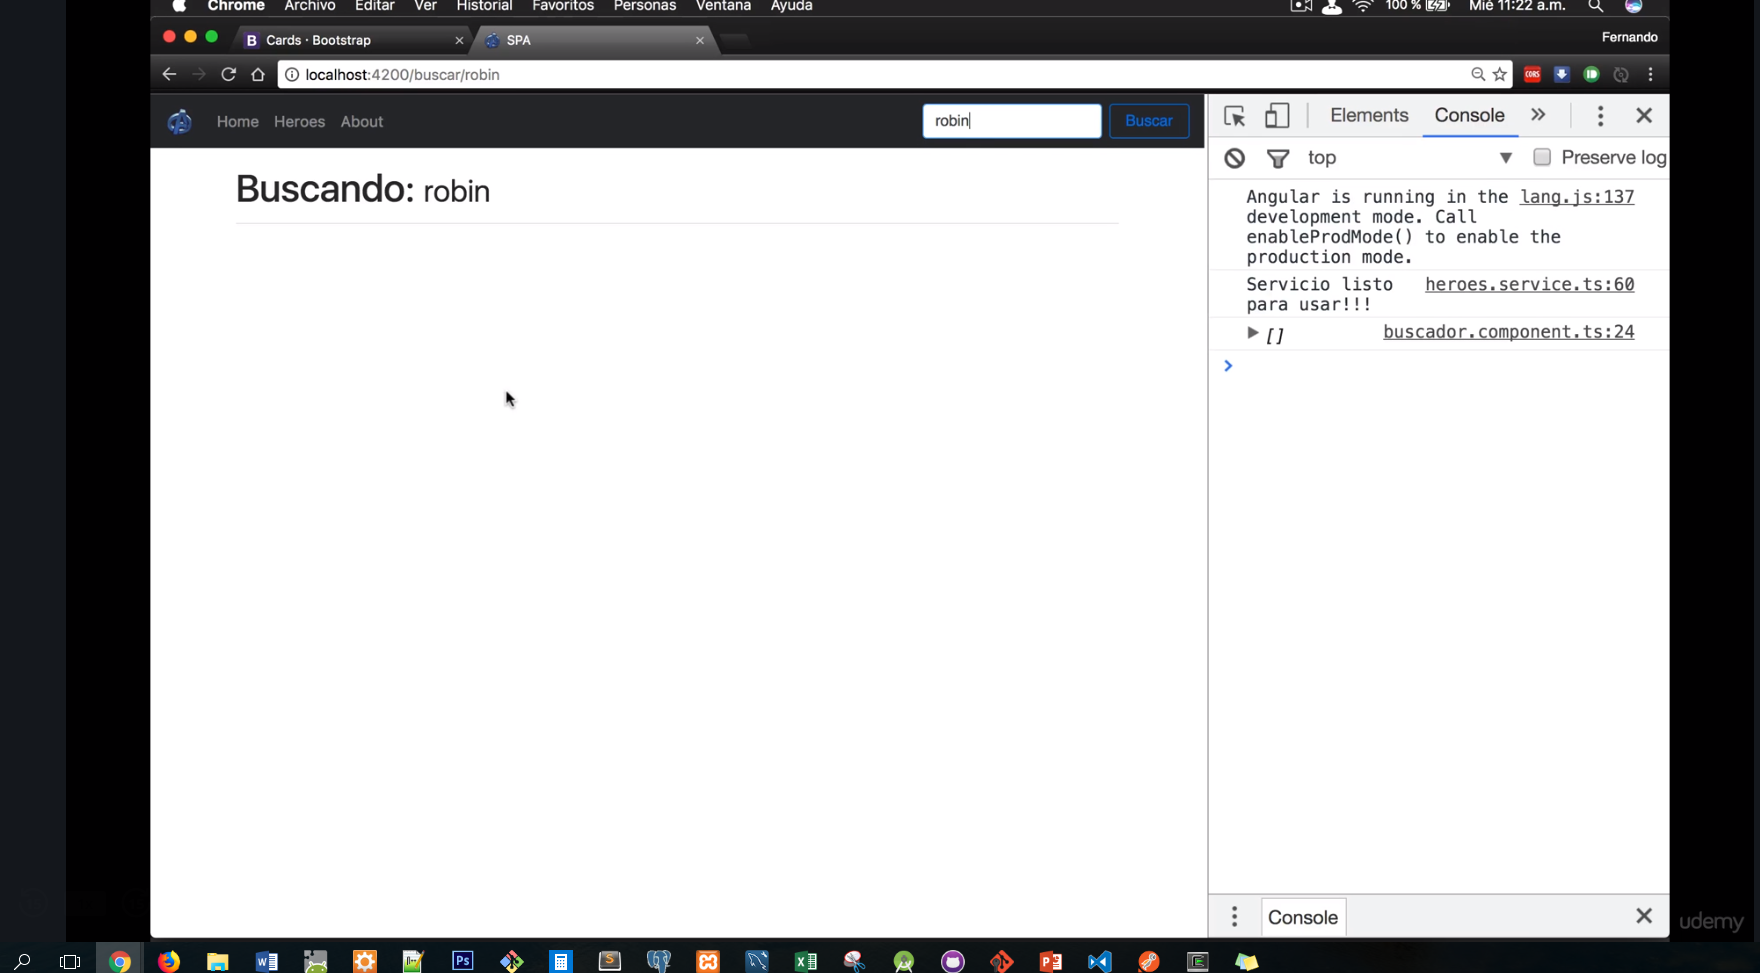 Chrome Archivo Editar Ver Historial Favoritos Personas Ventana Ayuda 100 % Mié 11:22 a.m.
B Cards · Bootstrap × SPA × Fernando
localhost:4200/buscar/robin CORS
Home Heroes About robin Buscar
Buscando: robin
Elements Console
top Preserve log
Angular is running in the lang.js:137
development mode. Call
enableProdMode() to enable the
production mode.
Servicio listo heroes.service.ts:60
para usar!!!
[] buscador.component.ts:24
Console
udemy